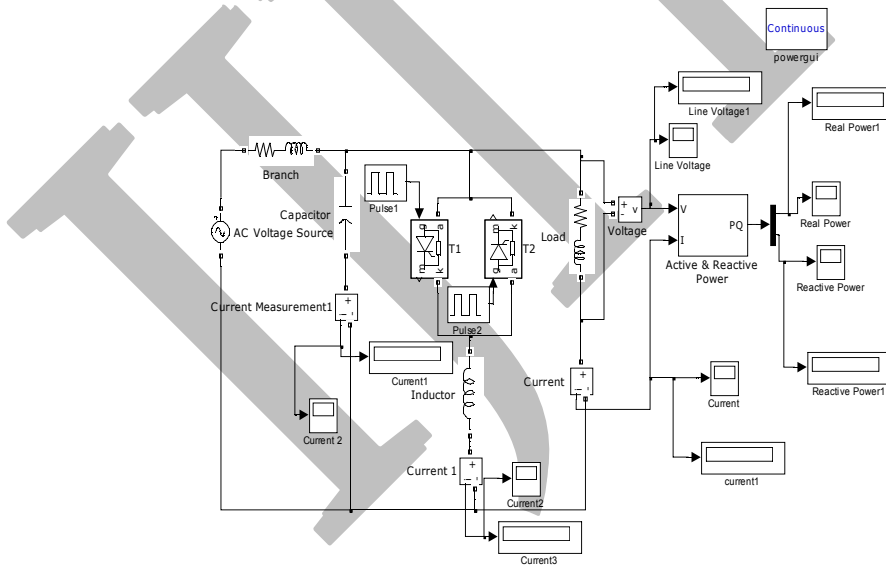 Continuous
powergui
Line Voltage1
Real Power1
Line Voltage
Branch
Pulse1
Capacitor
AC Voltage Source
g
m
a
k
T1
m
g
k
a
T2
Load
+
-
v
Voltage
V
I
PQ
Active & Reactive
Power
Real Power
Reactive Power
Current Measurement1
+
i
-
Pulse2
Current1
Inductor
Current
+
i
-
Current
Reactive Power1
Current 2
Current 1
+
i
-
Current2
current1
Current3